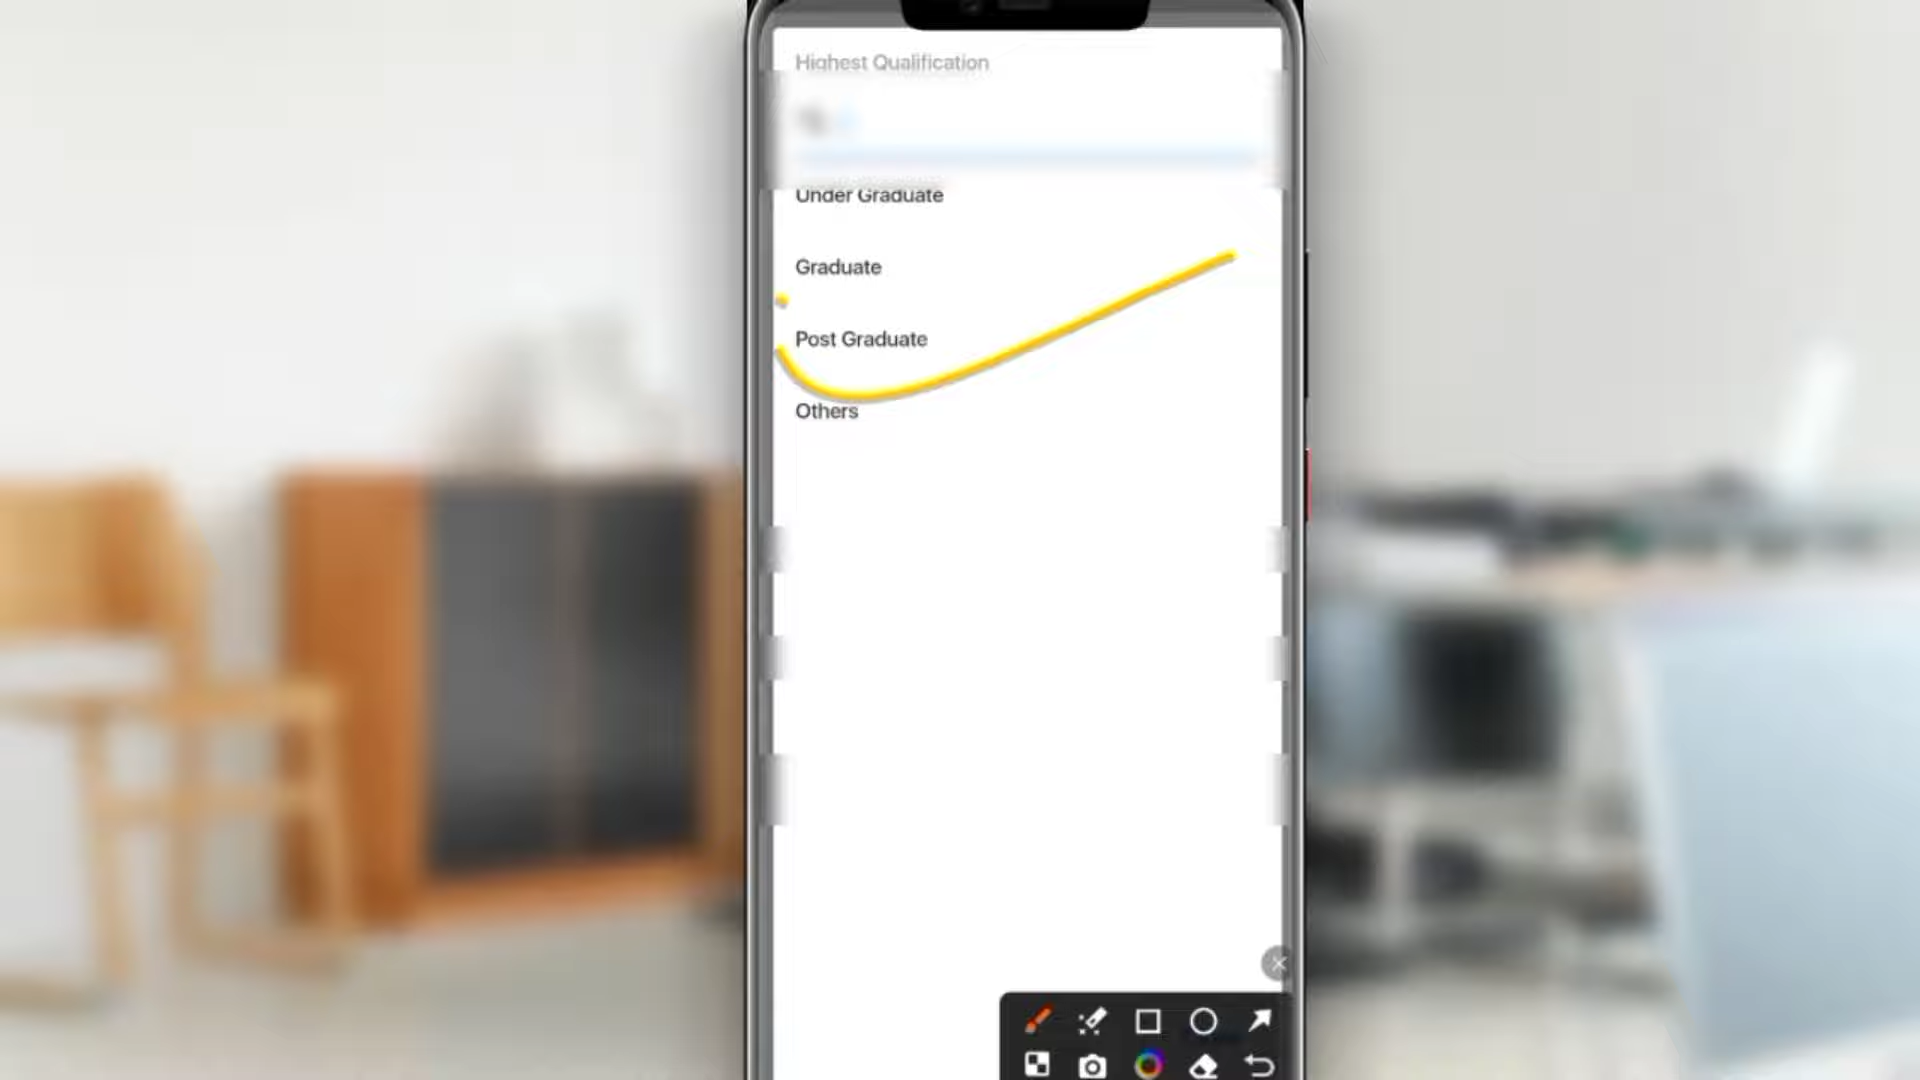 Highest Qualification
Under Graduate
Graduate
Post Graduate
Others